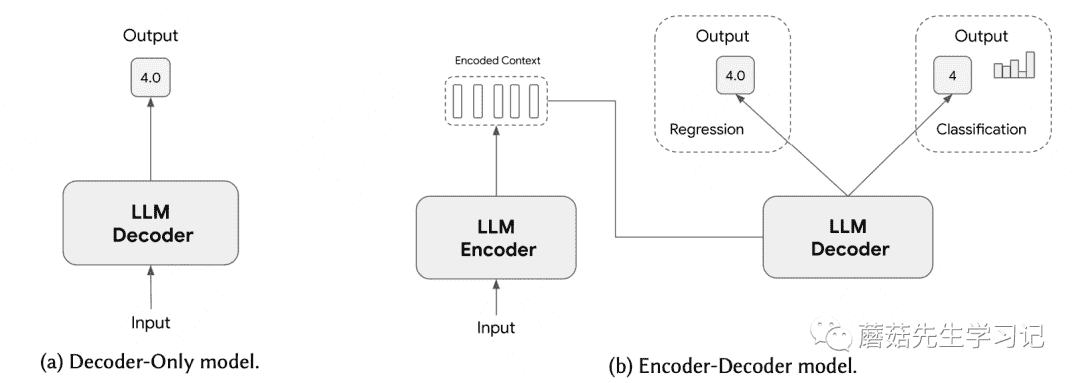 Output
4.0
LLM
Decoder
Input
(a) Decoder-Only model.
Encoded Context
LLM
Encoder
Input
Output
4.0
Regression
Output
4
Classification
LLM
Decoder
蘑菇先生学习记
(b) Encoder-Decoder model.